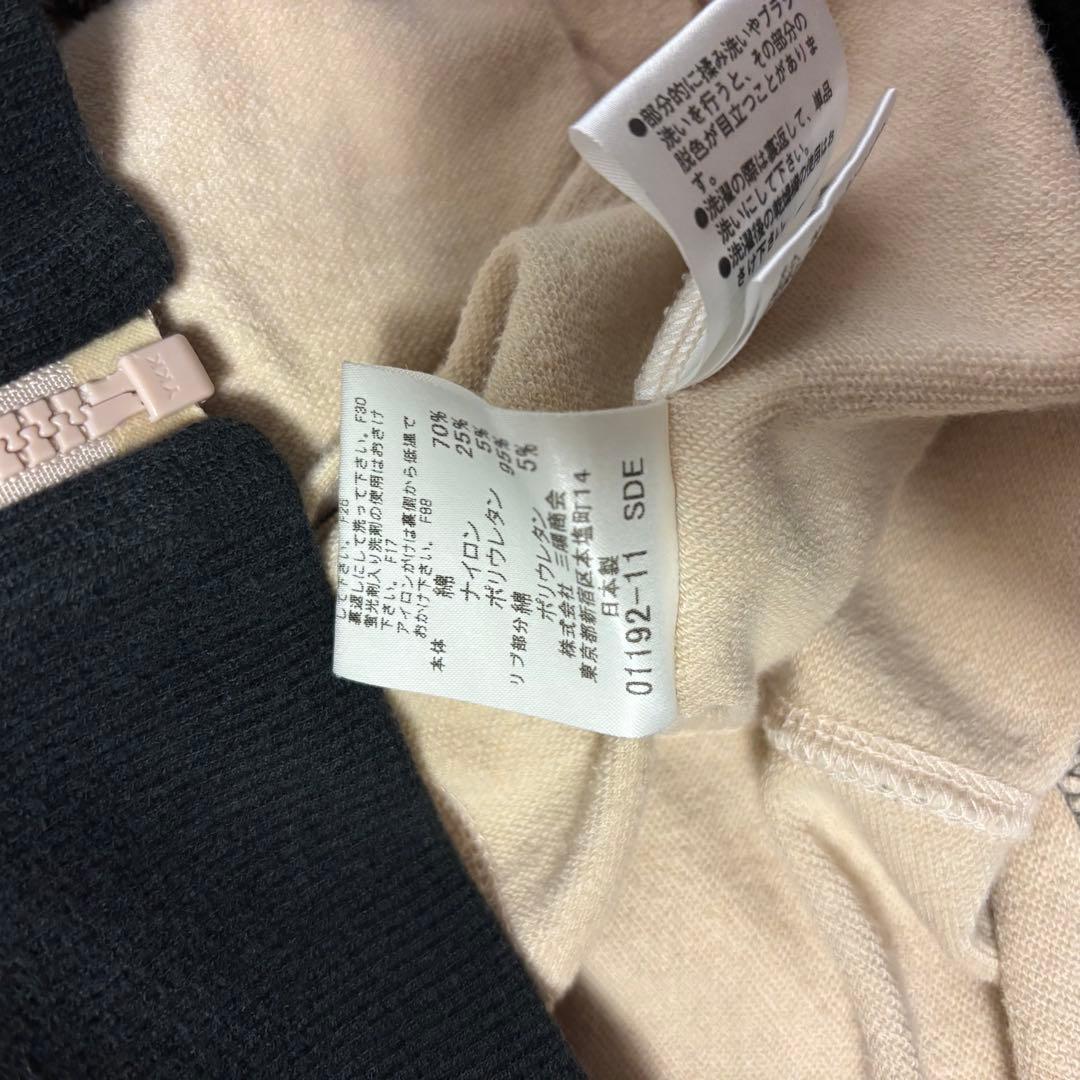 ●部分的に揉み洗いやブラシ
洗いを行うと、その部分の
脱色が目立つことがありま
す。
●洗濯の際は裏返して、単品
洗いにして下さい。
●洗濯後の乾燥機の使用はお
さけ下さい。
YKK
して下さい。 F26
裏返しにして洗って下さい。F30
蛍光剤入り洗剤の使用はおさけ
下さい。 F17
アイロンがけは裏側から低温で
おかけ下さい。 F98
本体 綿 70%
ナイロン 25%
ポリウレタン 5%
リブ部分綿 95%
ポリウレタン 5%
株式会社 三勝商会
東京都新宿区本塩町14
日本製
01192-11 SDE